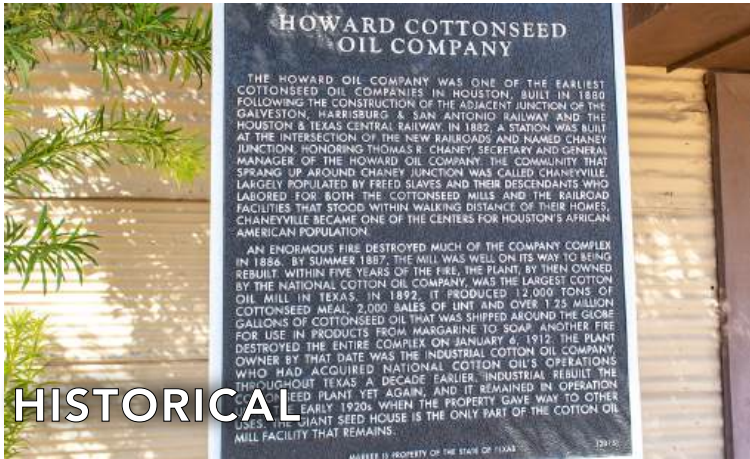 HOWARD COTTONSEED
OIL COMPANY
THE HOWARD OIL COMPANY WAS ONE OF THE EARLIEST
COTTONSEED OIL COMPANIES IN HOUSTON, BUILT IN 1880
FOLLOWING THE CONSTRUCTION OF THE ADJACENT JUNCTION OF THE
GALVESTON, HARRISBURG & SAN ANTONIO RAILWAY AND THE
HOUSTON & TEXAS CENTRAL RAILWAY. IN 1882, A STATION WAS BUILT
AT THE INTERSECTION OF THE NEW RAILROADS AND NAMED CHANEY
JUNCTION, HONORING THOMAS R. CHANEY, SECRETARY AND GENERAL
MANAGER OF THE HOWARD OIL COMPANY. THE COMMUNITY THAT
SPRANG UP AROUND CHANEY JUNCTION WAS CALLED CHANEYVILLE.
LARGELY POPULATED BY FREED SLAVES AND THEIR DESCENDANTS WHO
LABORED FOR BOTH THE COTTONSEED MILLS AND THE RAILROAD
FACILITIES THAT STOOD WITHIN WALKING DISTANCE OF THEIR HOMES,
CHANEYVILLE BECAME ONE OF THE CENTERS FOR HOUSTON'S AFRICAN
AMERICAN POPULATION.
AN ENORMOUS FIRE DESTROYED MUCH OF THE COMPANY COMPLEX
IN 1886. BY SUMMER 1887, THE MILL WAS WELL ON ITS WAY TO BEING
REBUILT. WITHIN FIVE YEARS OF THE FIRE, THE PLANT, BY THEN OWNED
BY THE NATIONAL COTTON OIL COMPANY, WAS THE LARGEST COTTON
OIL MILL IN TEXAS. IN 1892, IT PRODUCED 12,000 TONS OF
COTTONSEED MEAL, 2,000 BALES OF LINT AND OVER 1.25 MILLION
GALLONS OF COTTONSEED OIL THAT WAS SHIPPED AROUND THE GLOBE
FOR USE IN PRODUCTS FROM MARGARINE TO SOAP. ANOTHER FIRE
DESTROYED THE ENTIRE COMPLEX ON JANUARY 6, 1912. THE PLANT
OWNER BY THAT DATE WAS THE INDUSTRIAL COTTON OIL COMPANY,
WHO HAD ACQUIRED NATIONAL COTTON OIL'S OPERATIONS
THROUGHOUT TEXAS A DECADE EARLIER. INDUSTRIAL REBUILT THE
COTTONSEED PLANT YET AGAIN, AND IT REMAINED IN OPERATION
EARLY 1920s WHEN THE PROPERTY GAVE WAY TO OTHER
USES. THE GIANT SEED HOUSE IS THE ONLY PART OF THE COTTON OIL
MILL FACILITY THAT REMAINS.
MARKER IS PROPERTY OF THE STATE OF TEXAS
HISTORICAL